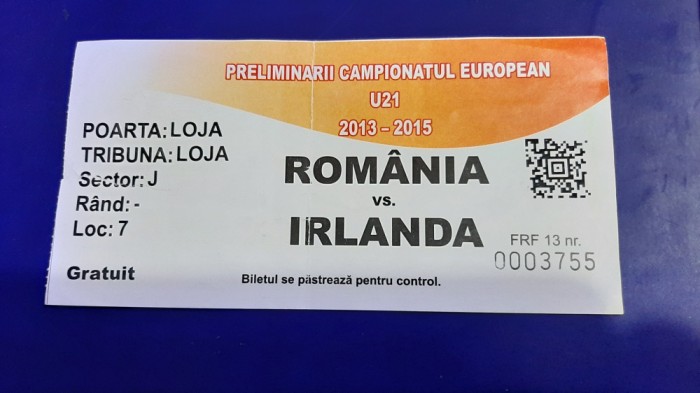 PRELIMINARII CAMPIONATUL EUROPEAN
U21
2013 – 2015
POARTA: LOJA
TRIBUNA: LOJA
Sector: J
Rând: -
Loc: 7
Gratuit
ROMÂNIA
vs.
IRLANDA
FRF 13 nr.
0003755
Biletul se păstrează pentru control.